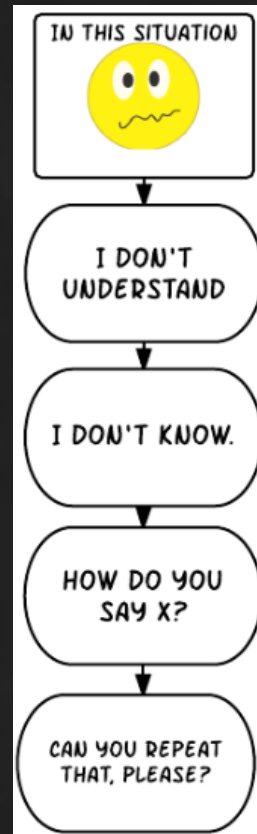 IN THIS SITUATION
I DON'T
UNDERSTAND
I DON'T KNOW.
HOW DO YOU
SAY X?
CAN YOU REPEAT
THAT, PLEASE?